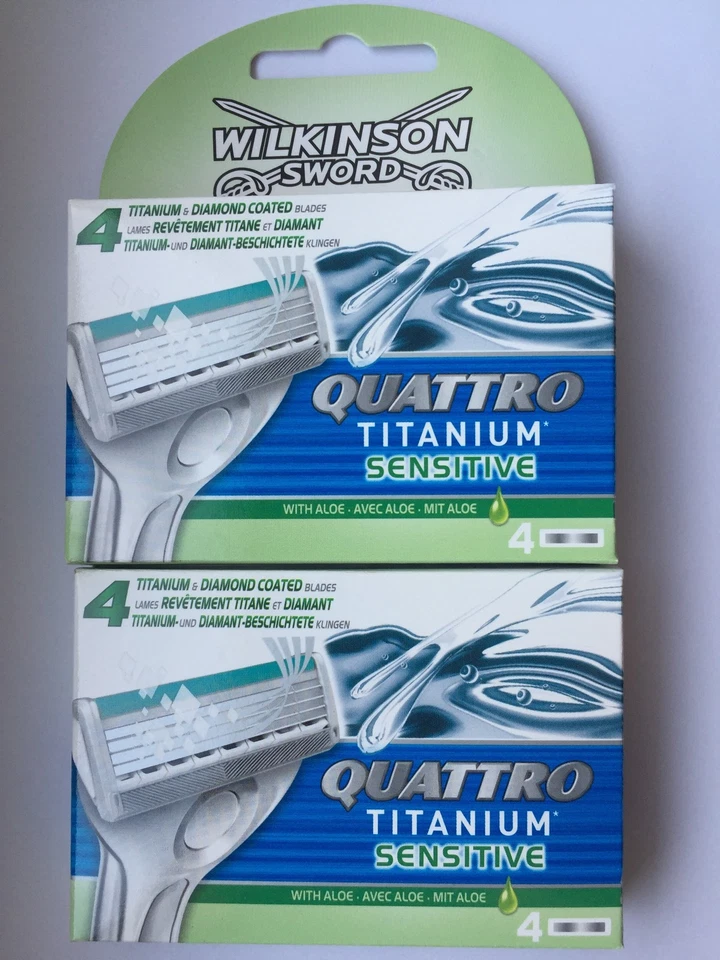 WILKINSON
SWORD
4 TITANIUM & DIAMOND COATED BLADES
LAMES REVÊTEMENT TITANE ET DIAMANT
TITANIUM-UND DIAMANT-BESCHICHTETE KLINGEN
QUATTRO
TITANIUM*
SENSITIVE
WITH ALOE · AVEC ALOE · MIT ALOE
4
4 TITANIUM & DIAMOND COATED BLADES
LAMES REVÊTEMENT TITANE ET DIAMANT
TITANIUM-UND DIAMANT-BESCHICHTETE KLINGEN
QUATTRO
TITANIUM*
SENSITIVE
WITH ALOE · AVEC ALOE · MIT ALOE
4